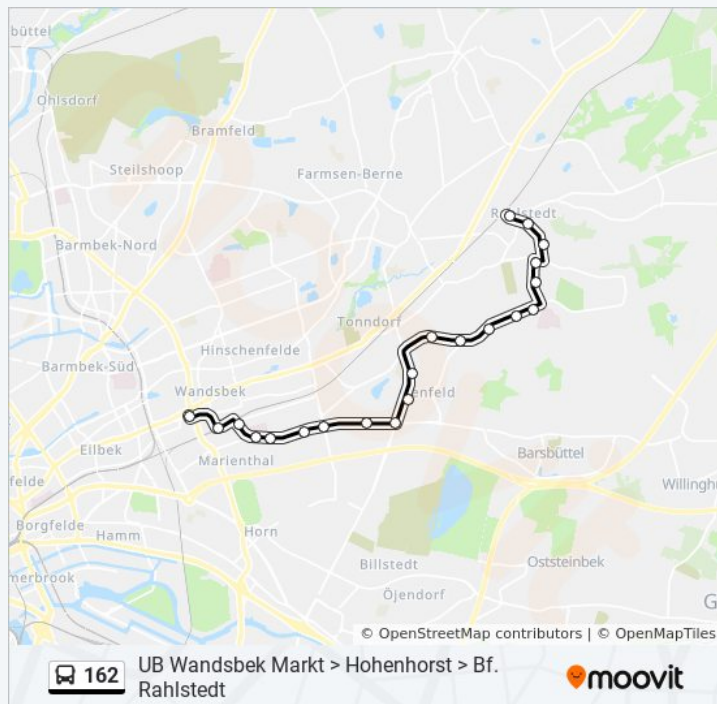 büttel
Ohlsdorf
Bramfeld
Steilshoop
Farmsen-Berne
Rahlstedt
Barmbek-Nord
Tonndorf
Hinschenfelde
Barmbek-Süd
Wandsbek
enfeld
Ellbek
Marienthal
Barsbüttel
felde
Willingh
Borgfelde
Horn
Hamm
Billstedt
Oststeinbek
merbrook
Öjendorf
G
© OpenStreetMap contributors | © OpenMapTiles
162
UB Wandsbek Markt > Hohenhorst > Bf.
Rahlstedt
moovit